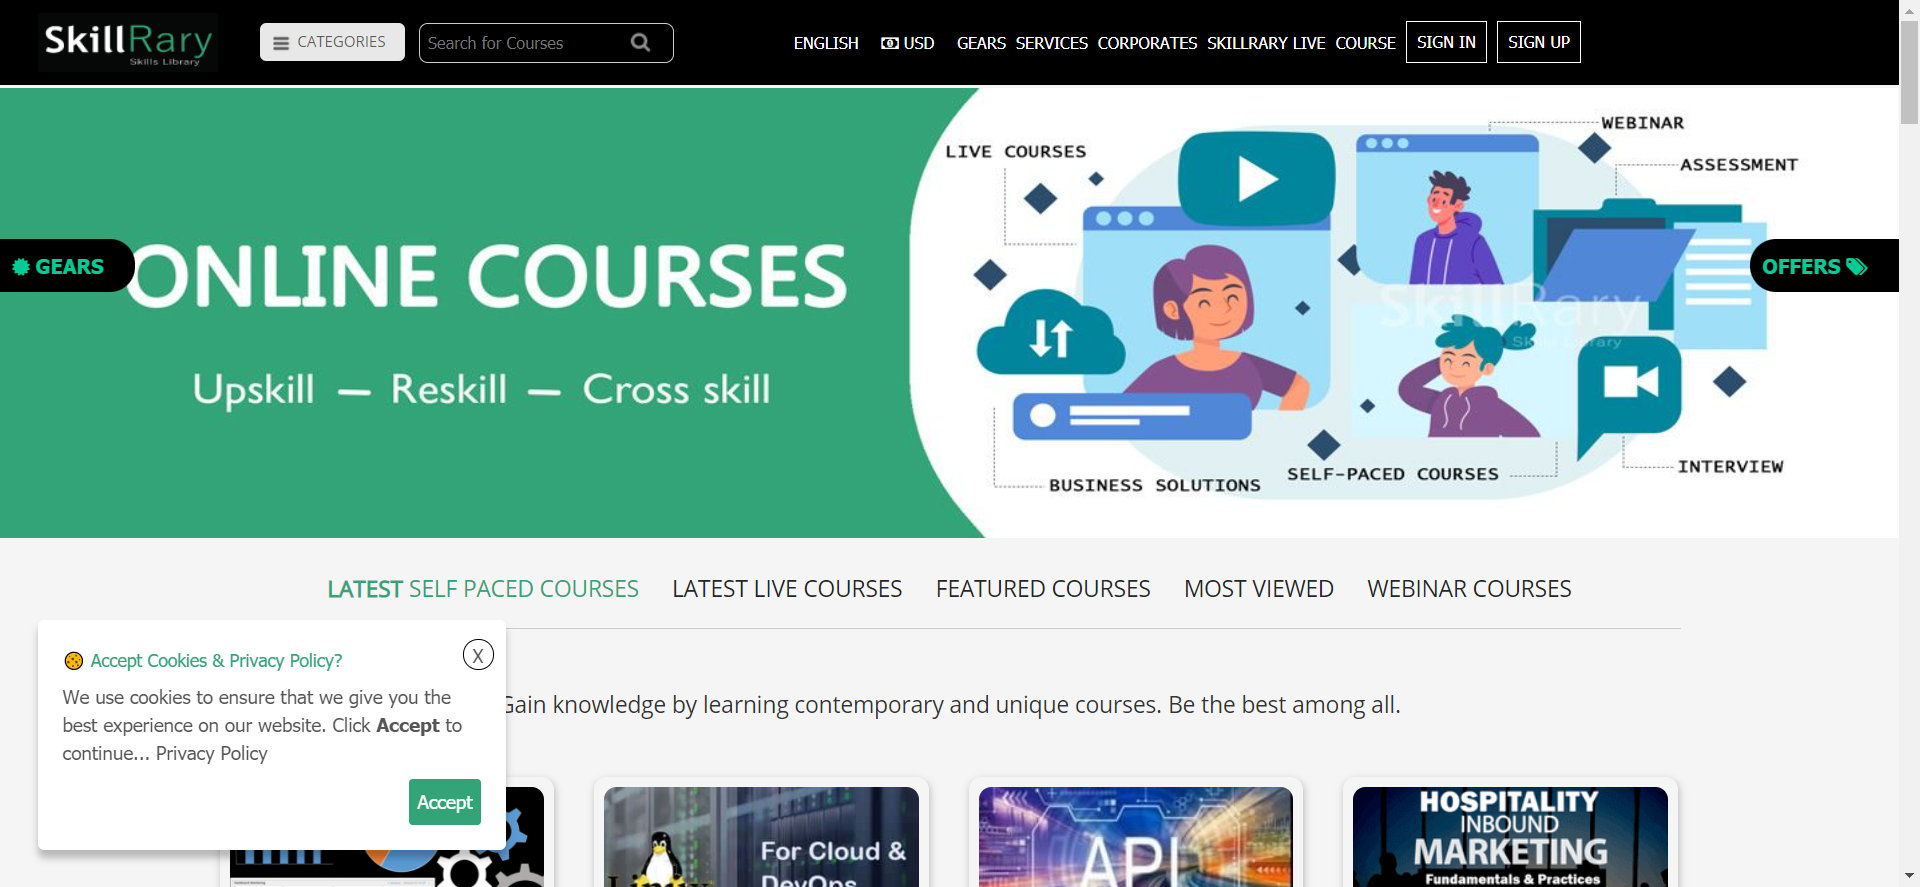 SkillRary
Skills Library
CATEGORIES
Search for Courses
ENGLISH
USD
GEARS
SERVICES
CORPORATES
SKILLRARY LIVE
COURSE
SIGN IN
SIGN UP
ONLINE COURSES
Upskill — Reskill — Cross skill
LIVE COURSES
WEBINAR
ASSESSMENT
SkillRary
Skills Library
BUSINESS SOLUTIONS
SELF-PACED COURSES
INTERVIEW
GEARS
OFFERS
LATEST SELF PACED COURSES
LATEST LIVE COURSES
FEATURED COURSES
MOST VIEWED
WEBINAR COURSES
Gain knowledge by learning contemporary and unique courses. Be the best among all.
Accept Cookies & Privacy Policy?
X
We use cookies to ensure that we give you the
best experience on our website. Click Accept to
continue... Privacy Policy
Accept
For Cloud &
DevOps
Linux
API
HOSPITALITY
INBOUND
MARKETING
Fundamentals & Practices